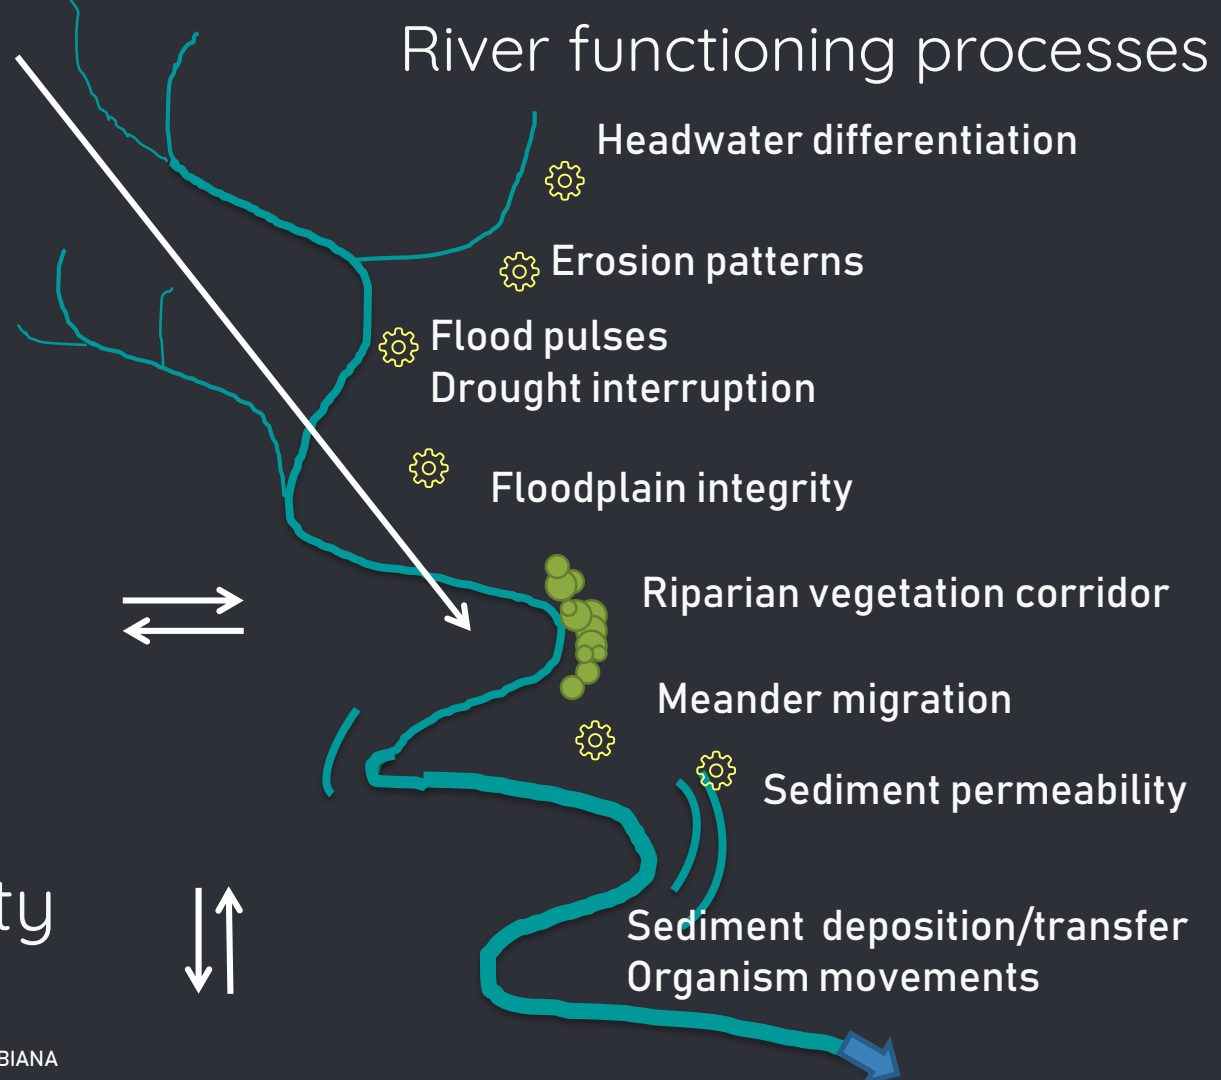 River functioning processes
Headwater differentiation
Erosion patterns
Flood pulses
Drought interruption
Floodplain integrity
Riparian vegetation corridor
Meander migration
Sediment permeability
ty
Sediment deposition/transfer
Organism movements
BIANA